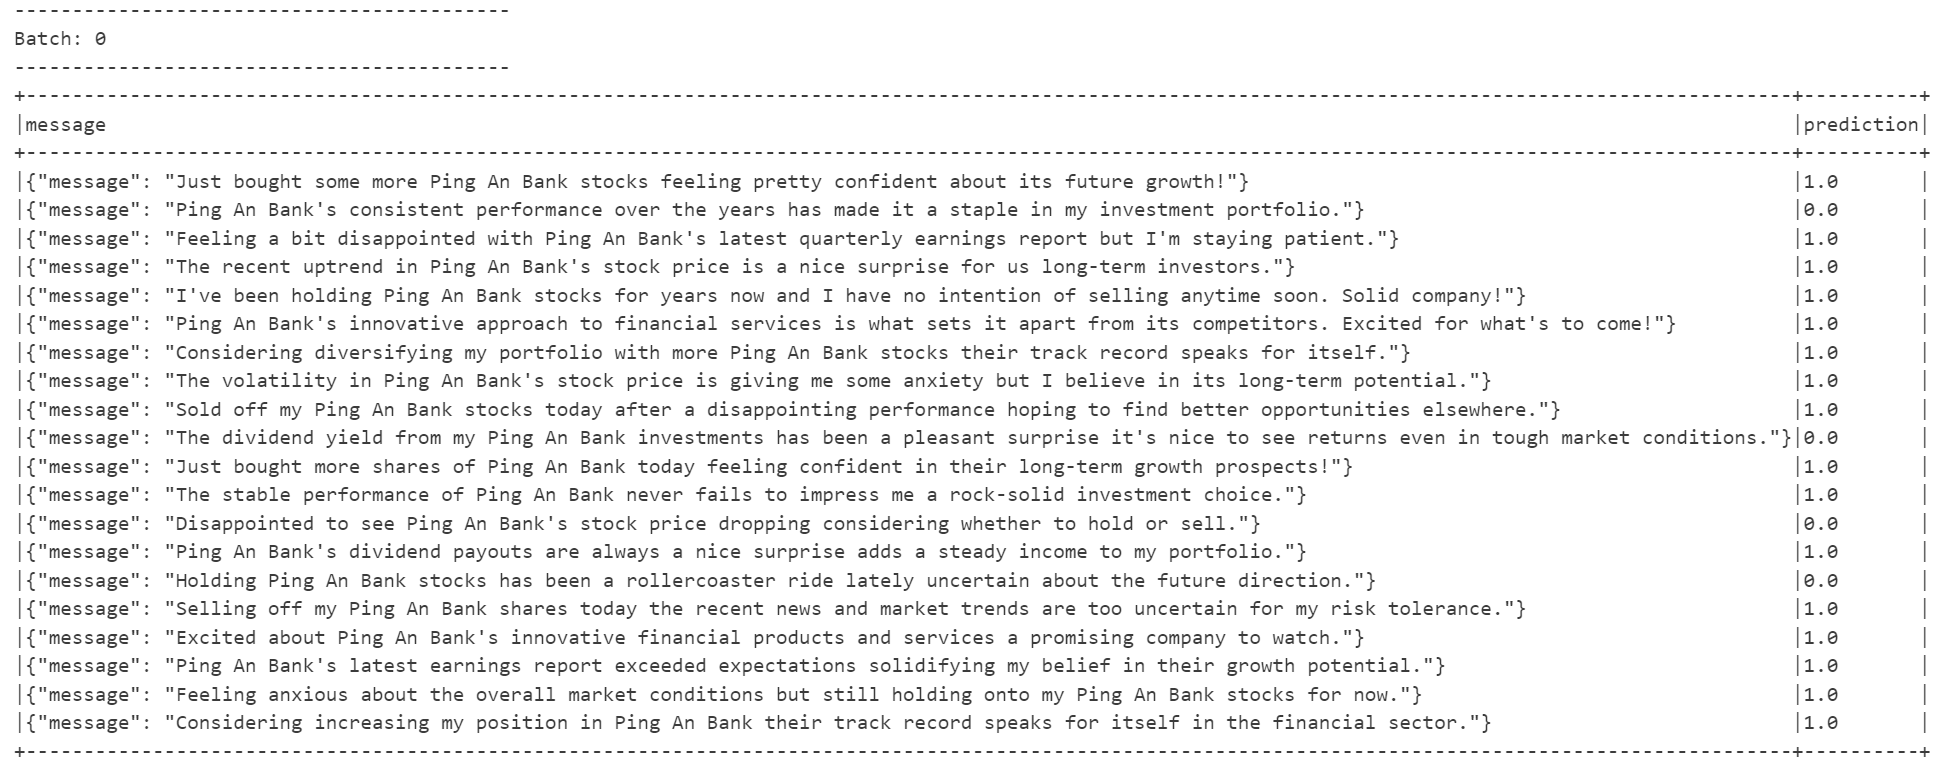 -------------------------------------------
Batch: 0
-------------------------------------------
+---------------------------------------------------------------------------------------------------------------------------------------------------------+----------+
|message                                                                                                                                                  |prediction|
+---------------------------------------------------------------------------------------------------------------------------------------------------------+----------+
|{"message": "Just bought some more Ping An Bank stocks feeling pretty confident about its future growth!"}                                               |1.0       |
|{"message": "Ping An Bank's consistent performance over the years has made it a staple in my investment portfolio."}                                     |0.0       |
|{"message": "Feeling a bit disappointed with Ping An Bank's latest quarterly earnings report but I'm staying patient."}                                  |1.0       |
|{"message": "The recent uptrend in Ping An Bank's stock price is a nice surprise for us long-term investors."}                                           |1.0       |
|{"message": "I've been holding Ping An Bank stocks for years now and I have no intention of selling anytime soon. Solid company!"}                       |1.0       |
|{"message": "Ping An Bank's innovative approach to financial services is what sets it apart from its competitors. Excited for what's to come!"}          |1.0       |
|{"message": "Considering diversifying my portfolio with more Ping An Bank stocks their track record speaks for itself."}                                 |1.0       |
|{"message": "The volatility in Ping An Bank's stock price is giving me some anxiety but I believe in its long-term potential."}                          |1.0       |
|{"message": "Sold off my Ping An Bank stocks today after a disappointing performance hoping to find better opportunities elsewhere."}                    |1.0       |
|{"message": "The dividend yield from my Ping An Bank investments has been a pleasant surprise it's nice to see returns even in tough market conditions."}|0.0       |
|{"message": "Just bought more shares of Ping An Bank today feeling confident in their long-term growth prospects!"}                                      |1.0       |
|{"message": "The stable performance of Ping An Bank never fails to impress me a rock-solid investment choice."}                                          |1.0       |
|{"message": "Disappointed to see Ping An Bank's stock price dropping considering whether to hold or sell."}                                              |0.0       |
|{"message": "Ping An Bank's dividend payouts are always a nice surprise adds a steady income to my portfolio."}                                          |1.0       |
|{"message": "Holding Ping An Bank stocks has been a rollercoaster ride lately uncertain about the future direction."}                                    |0.0       |
|{"message": "Selling off my Ping An Bank shares today the recent news and market trends are too uncertain for my risk tolerance."}                       |1.0       |
|{"message": "Excited about Ping An Bank's innovative financial products and services a promising company to watch."}                                     |1.0       |
|{"message": "Ping An Bank's latest earnings report exceeded expectations solidifying my belief in their growth potential."}                              |1.0       |
|{"message": "Feeling anxious about the overall market conditions but still holding onto my Ping An Bank stocks for now."}                                |1.0       |
|{"message": "Considering increasing my position in Ping An Bank their track record speaks for itself in the financial sector."}                          |1.0       |
+---------------------------------------------------------------------------------------------------------------------------------------------------------+----------+